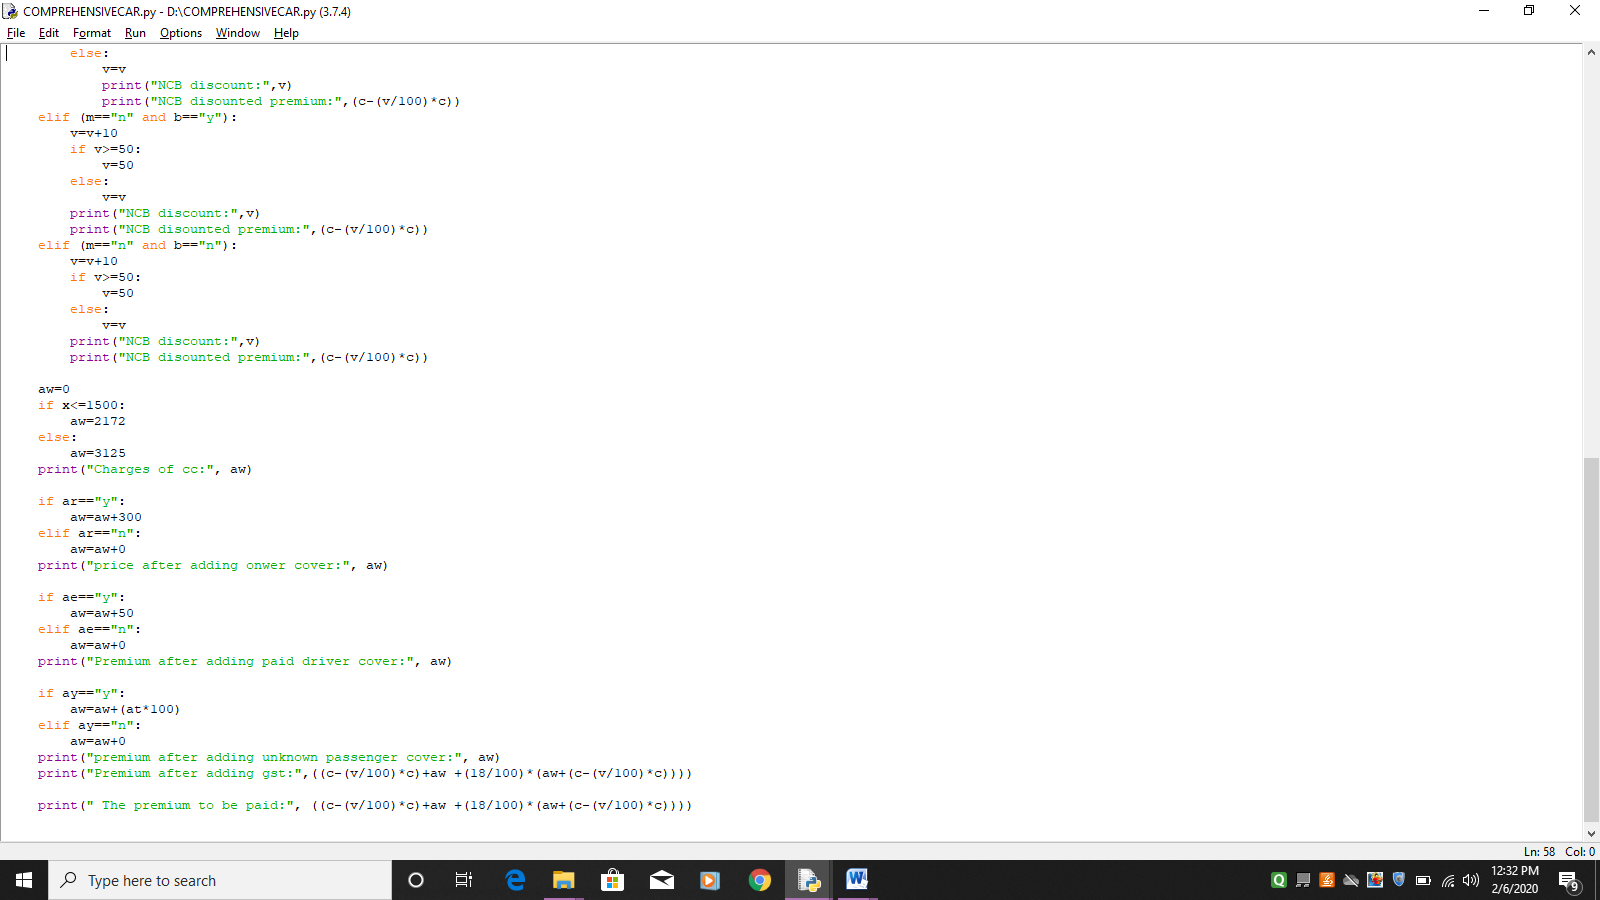 COMPREHENSIVECAR.py - D:\COMPREHENSIVECAR.py (3.7.4)
File Edit Format Run Options Window Help
        else:
            v=v
            print("NCB discount:",v)
            print("NCB disounted premium:",(c-(v/100)*c))
    elif (m=="n" and b=="y"):
        v=v+10
        if v>=50:
            v=50
        else:
            v=v
        print("NCB discount:",v)
        print("NCB disounted premium:",(c-(v/100)*c))
    elif (m=="n" and b=="n"):
        v=v+10
        if v>=50:
            v=50
        else:
            v=v
        print("NCB discount:",v)
        print("NCB disounted premium:",(c-(v/100)*c))
    aw=0
    if x<=1500:
        aw=2172
    else:
        aw=3125
    print("Charges of cc:", aw)
    if ar=="y":
        aw=aw+300
    elif ar=="n":
        aw=aw+0
    print("price after adding onwer cover:", aw)
    if ae=="y":
        aw=aw+50
    elif ae=="n":
        aw=aw+0
    print("Premium after adding paid driver cover:", aw)
    if ay=="y":
        aw=aw+(at*100)
    elif ay=="n":
        aw=aw+0
    print("premium after adding unknown passenger cover:", aw)
    print("Premium after adding gst:",((c-(v/100)*c)+aw +(18/100)*(aw+(c-(v/100)*c))))
    print(" The premium to be paid:", ((c-(v/100)*c)+aw +(18/100)*(aw+(c-(v/100)*c))))
Ln: 58 Col: 0
Type here to search
12:32 PM
2/6/2020
9